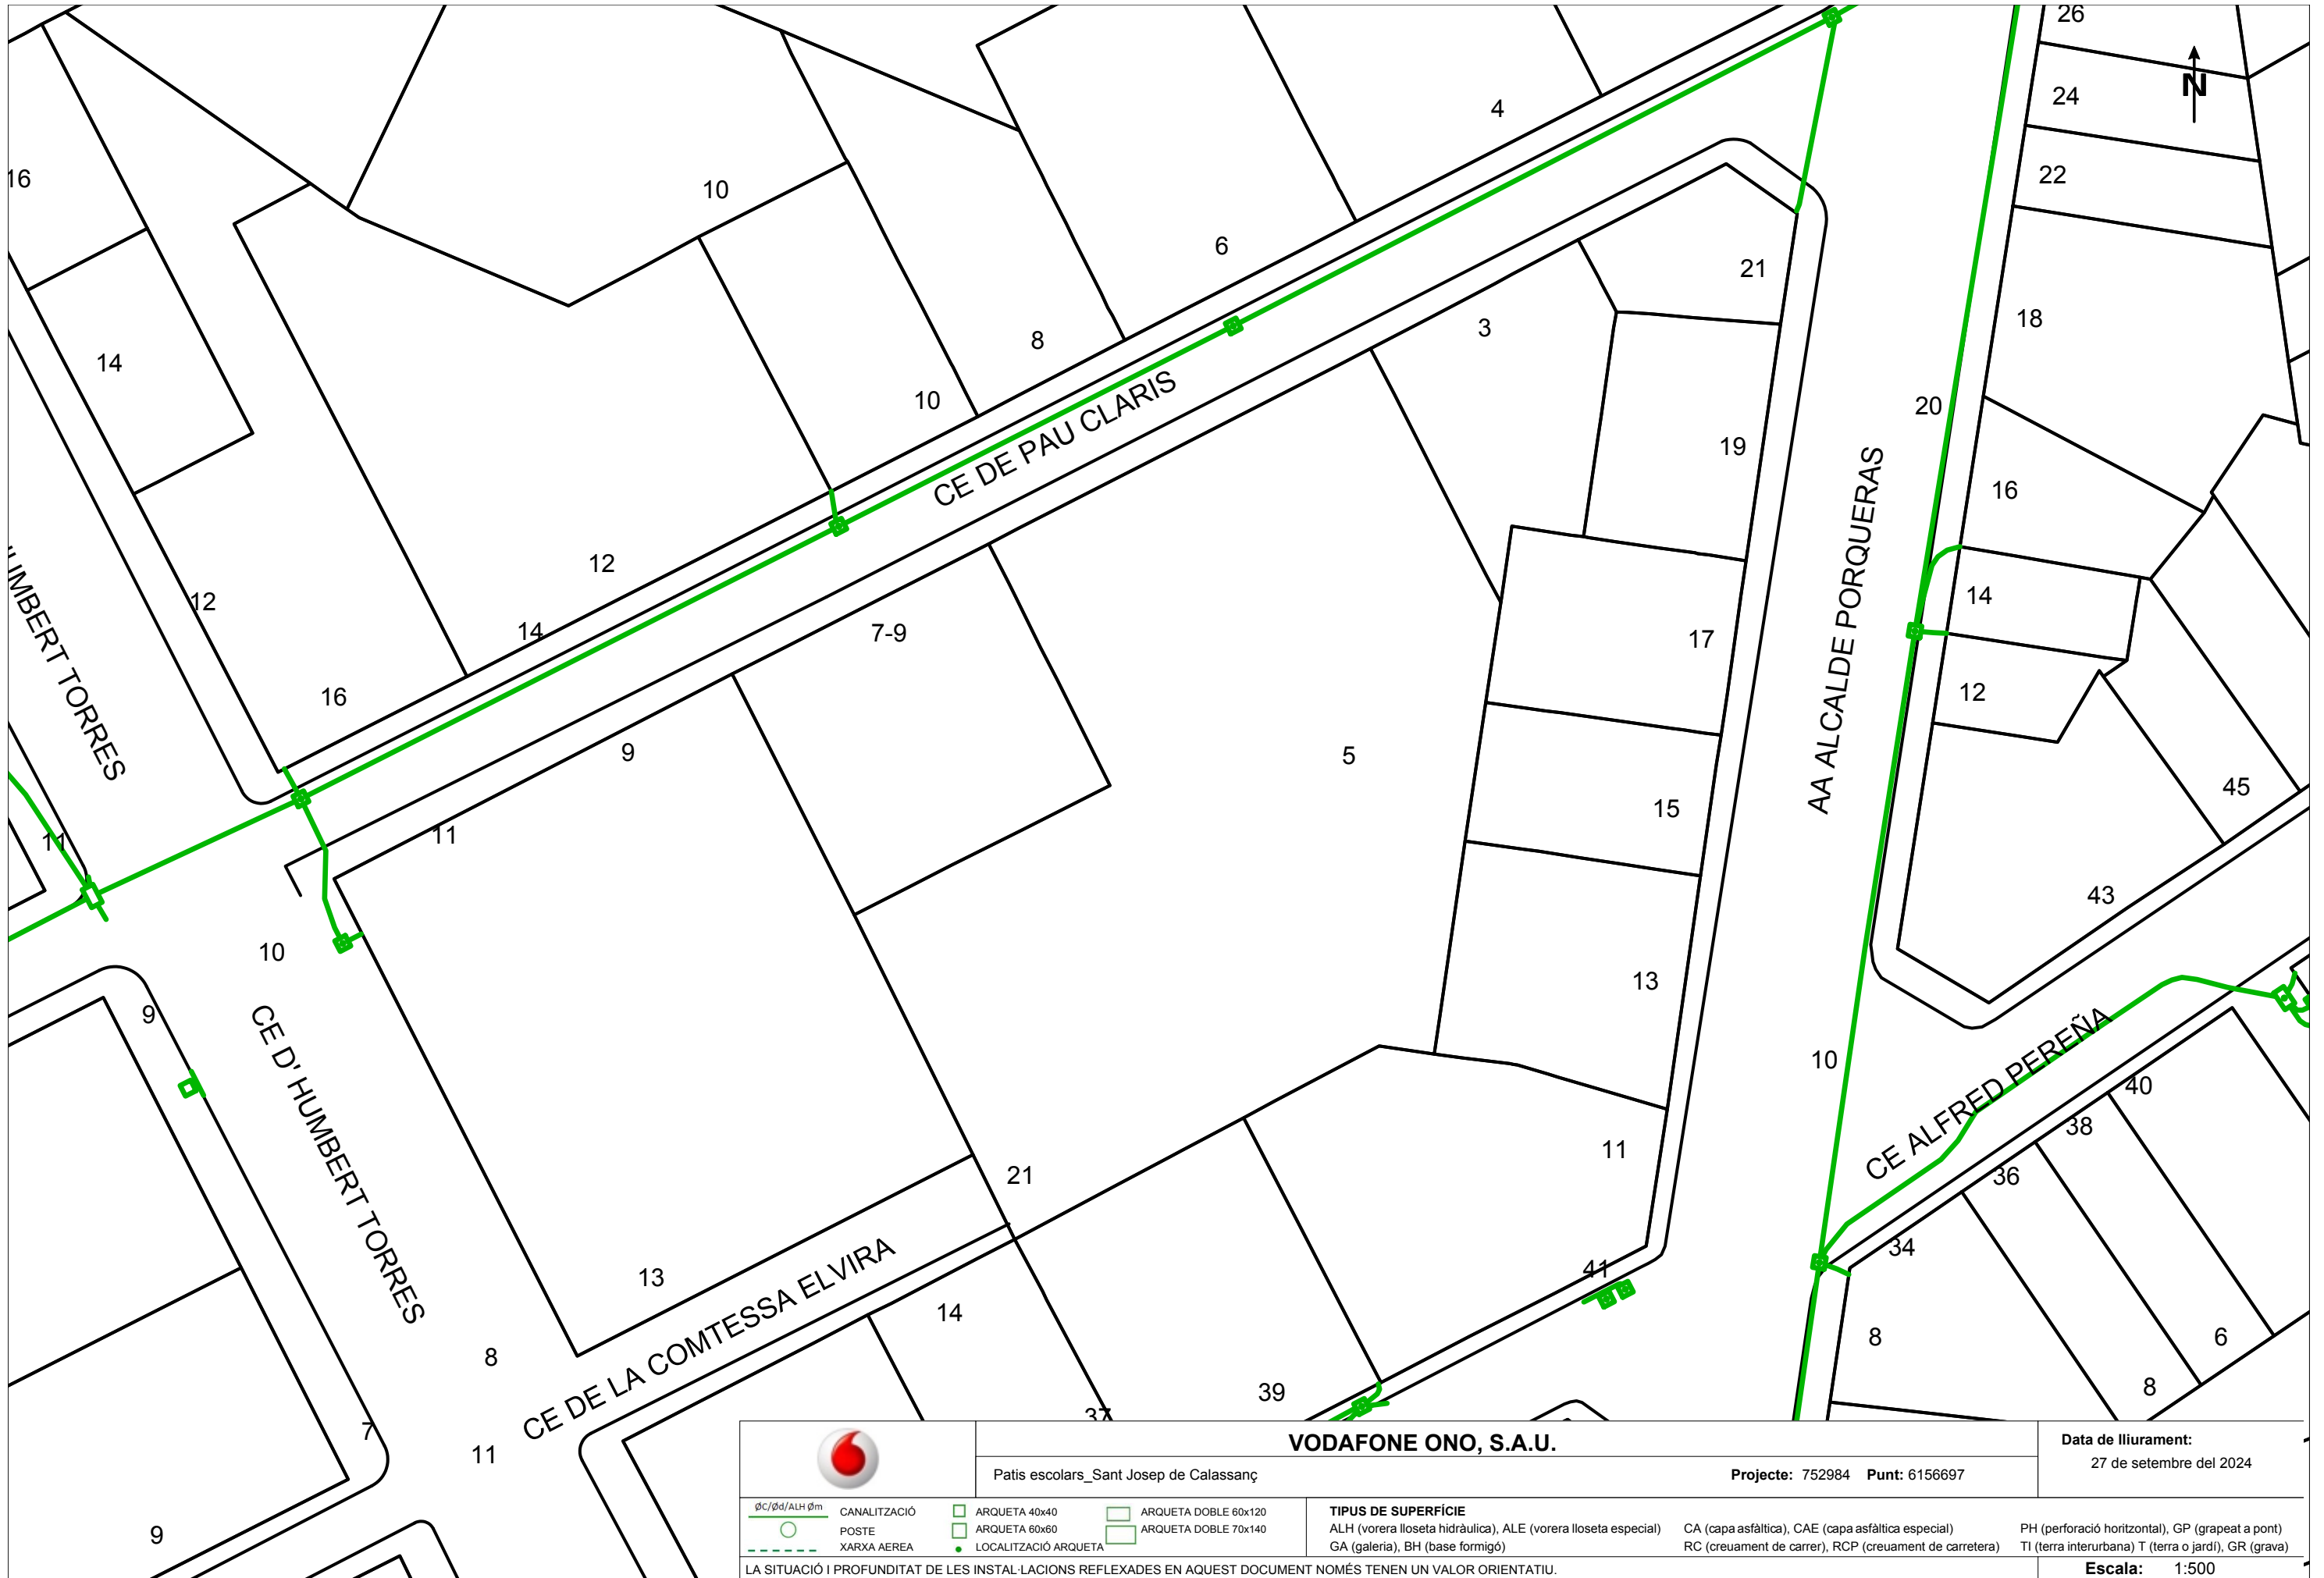 26
N
24
4
22
16
10
6
21
18
3
8
14
10
20
CE DE PAU CLARIS
19
16
12
14
12
14
7-9
17
AA ALCALDE PORQUERAS
12
HUMBERT TORRES
16
9
5
15
45
11
11
43
10
13
9
CE D' HUMBERT TORRES
10
CE ALFRED PEREÑA
40
38
11
36
21
34
13
CE DE LA COMTESSA ELVIRA
41
14
8
6
8
39
8
37
7
11
9
VODAFONE ONO, S.A.U.
Data de lliurament:
27 de setembre del 2024
Patis escolars_Sant Josep de Calassanç
Projecte: 752984 Punt: 6156697
ØC/Ød/ALH Øm CANALITZACIÓ
POSTE
XARXA AEREA
ARQUETA 40x40
ARQUETA 60x60
LOCALITZACIÓ ARQUETA
ARQUETA DOBLE 60x120
ARQUETA DOBLE 70x140
TIPUS DE SUPERFÍCIE
ALH (vorera lloseta hidràulica), ALE (vorera lloseta especial)
GA (galeria), BH (base formigó)
CA (capa asfàltica), CAE (capa asfàltica especial)
RC (creuament de carrer), RCP (creuament de carretera)
PH (perforació horitzontal), GP (grapeat a pont)
TI (terra interurbana) T (terra o jardí), GR (grava)
LA SITUACIÓ I PROFUNDITAT DE LES INSTAL·LACIONS REFLEXADES EN AQUEST DOCUMENT NOMÉS TENEN UN VALOR ORIENTATIU.
Escala: 1:500